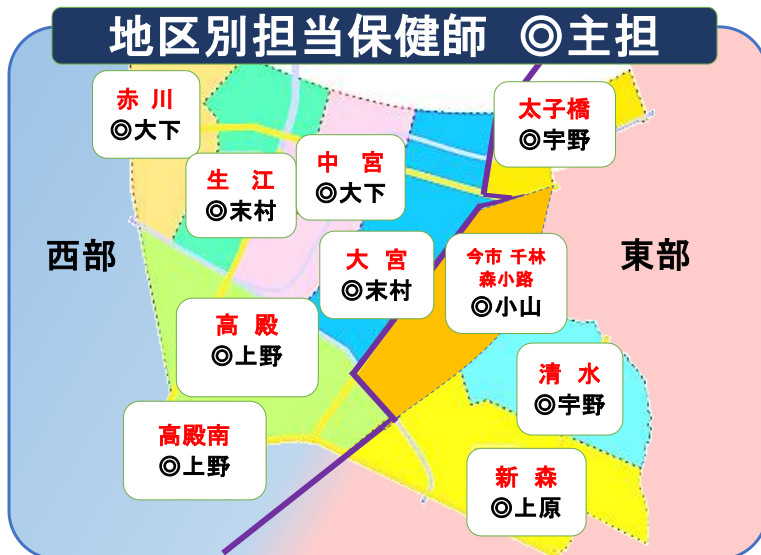 地区別担当保健師 ◎主担
赤 川
◎大下
太子橋
◎宇野
中 宮
◎大下
生 江
◎末村
西部
大 宮
◎末村
今市 千林
森小路
◎小山
東部
高 殿
◎上野
清 水
◎宇野
高殿南
◎上野
新 森
◎上原